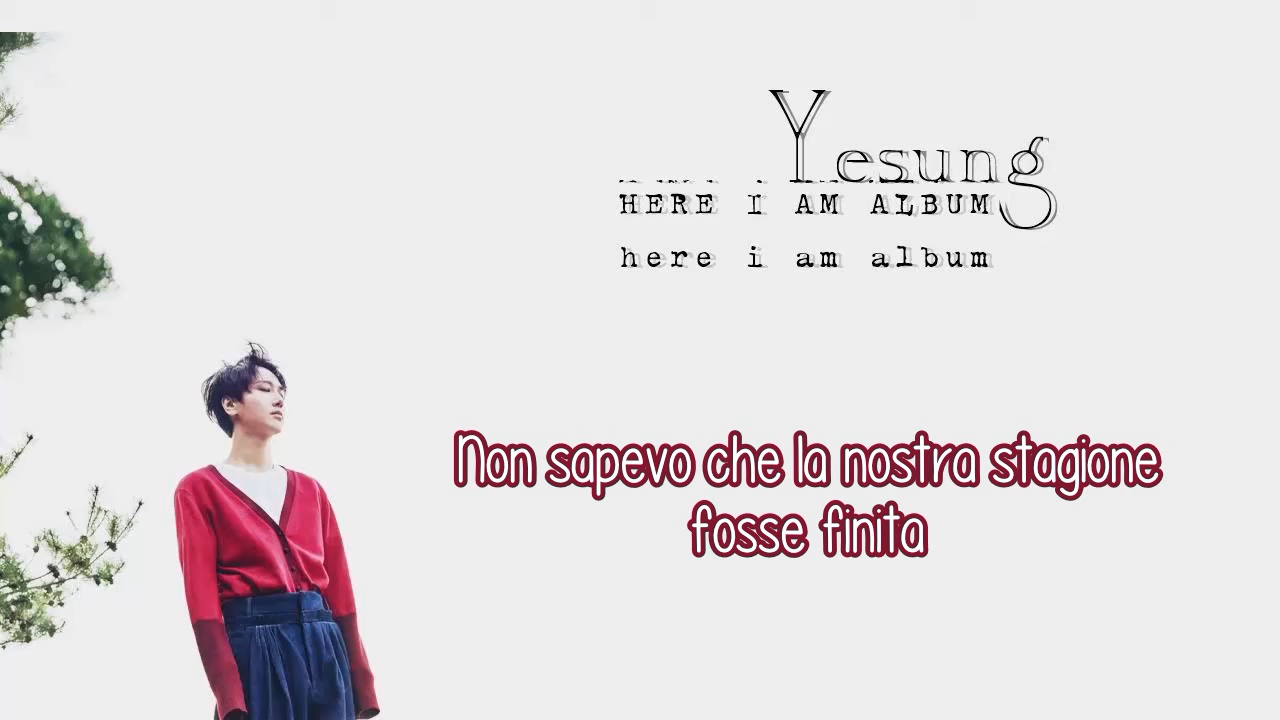 Yesung
HERE I AM ALBUM
here i am album
Non sapevo che la nostra stagione
fosse finita